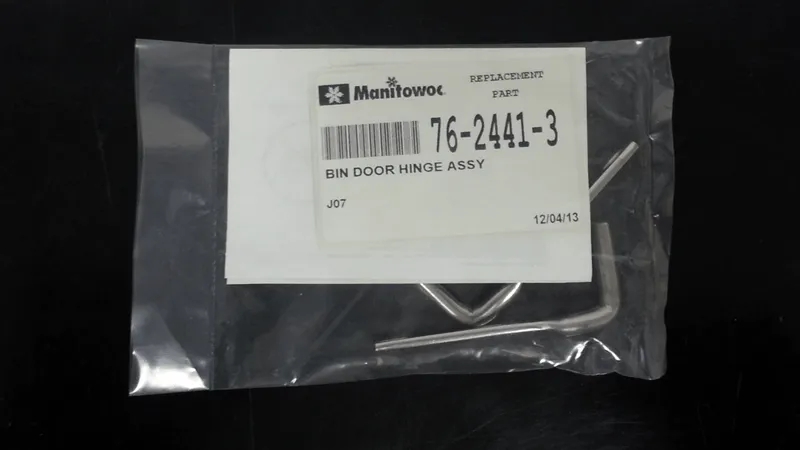 Manitowoc
REPLACEMENT
PART
76-2441-3
BIN DOOR HINGE ASSY
J07
12/04/13